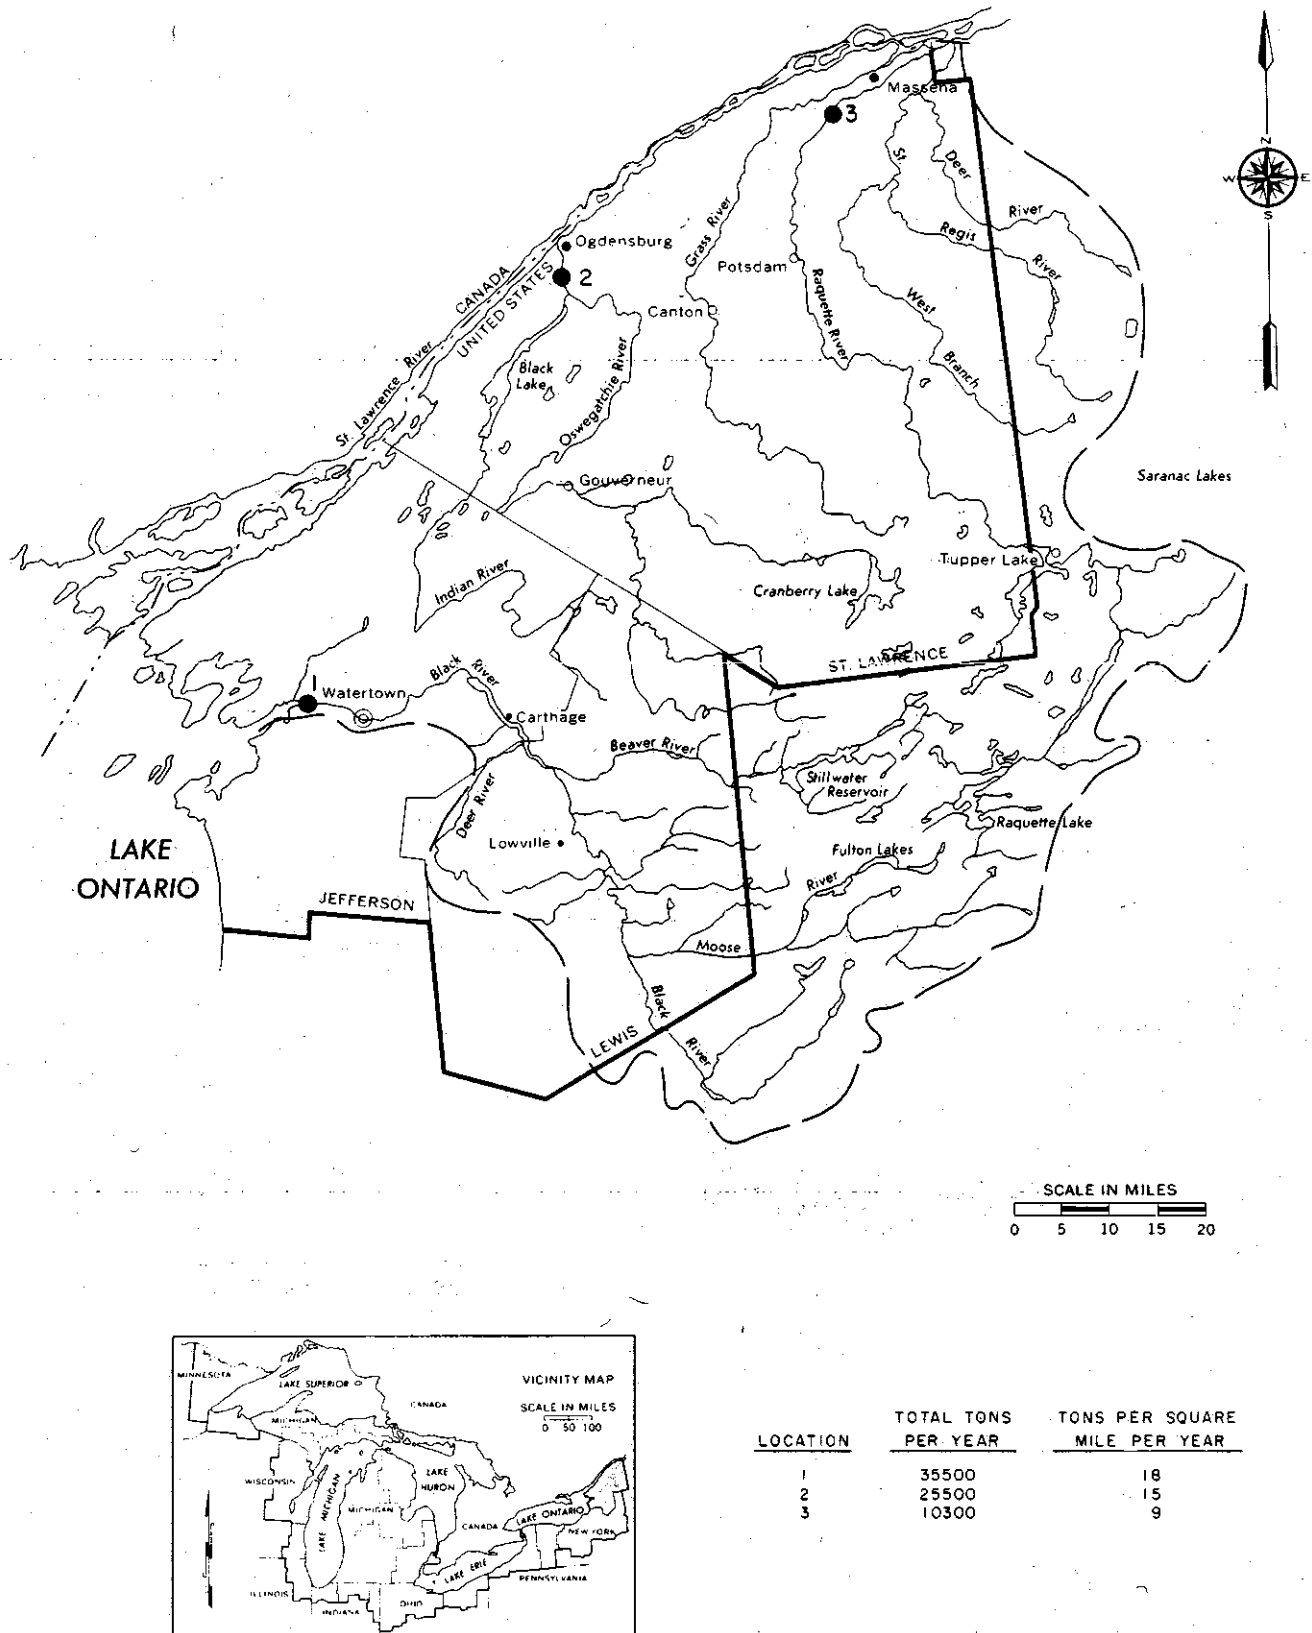 Massena
3
N
W E
S
St.
Deer
River
Regis
River
Grass River
Ogdensburg
2
CANADA
UNITED STATES
Potsdam
Raquette River
West
Branch
Canton
St. Lawrence River
Black
Lake
Oswegatchie River
Gouverneur
Saranac Lakes
Tupper Lake
Indian River
Cranberry Lake
ST. LAWRENCE
1
Watertown
Black
River
Carthage
Beaver River
Stillwater
Reservoir
Deer River
Raquette Lake
Lowville
Fulton Lakes
River
LAKE
ONTARIO
JEFFERSON
Moose
Black
River
LEWIS
SCALE IN MILES
0 5 10 15 20
VICINITY MAP
SCALE IN MILES
0 50 100
MINNESOTA
LAKE SUPERIOR
CANADA
MICHIGAN
WISCONSIN
LAKE MICHIGAN
MICHIGAN
LAKE
HURON
CANADA
LAKE ONTARIO
NEW YORK
LAKE ERIE
PENNSYLVANIA
ILLINOIS
INDIANA
OHIO
LOCATION TOTAL TONS PER YEAR TONS PER SQUARE MILE PER YEAR
1 35500 18
2 25500 15
3 10300 9